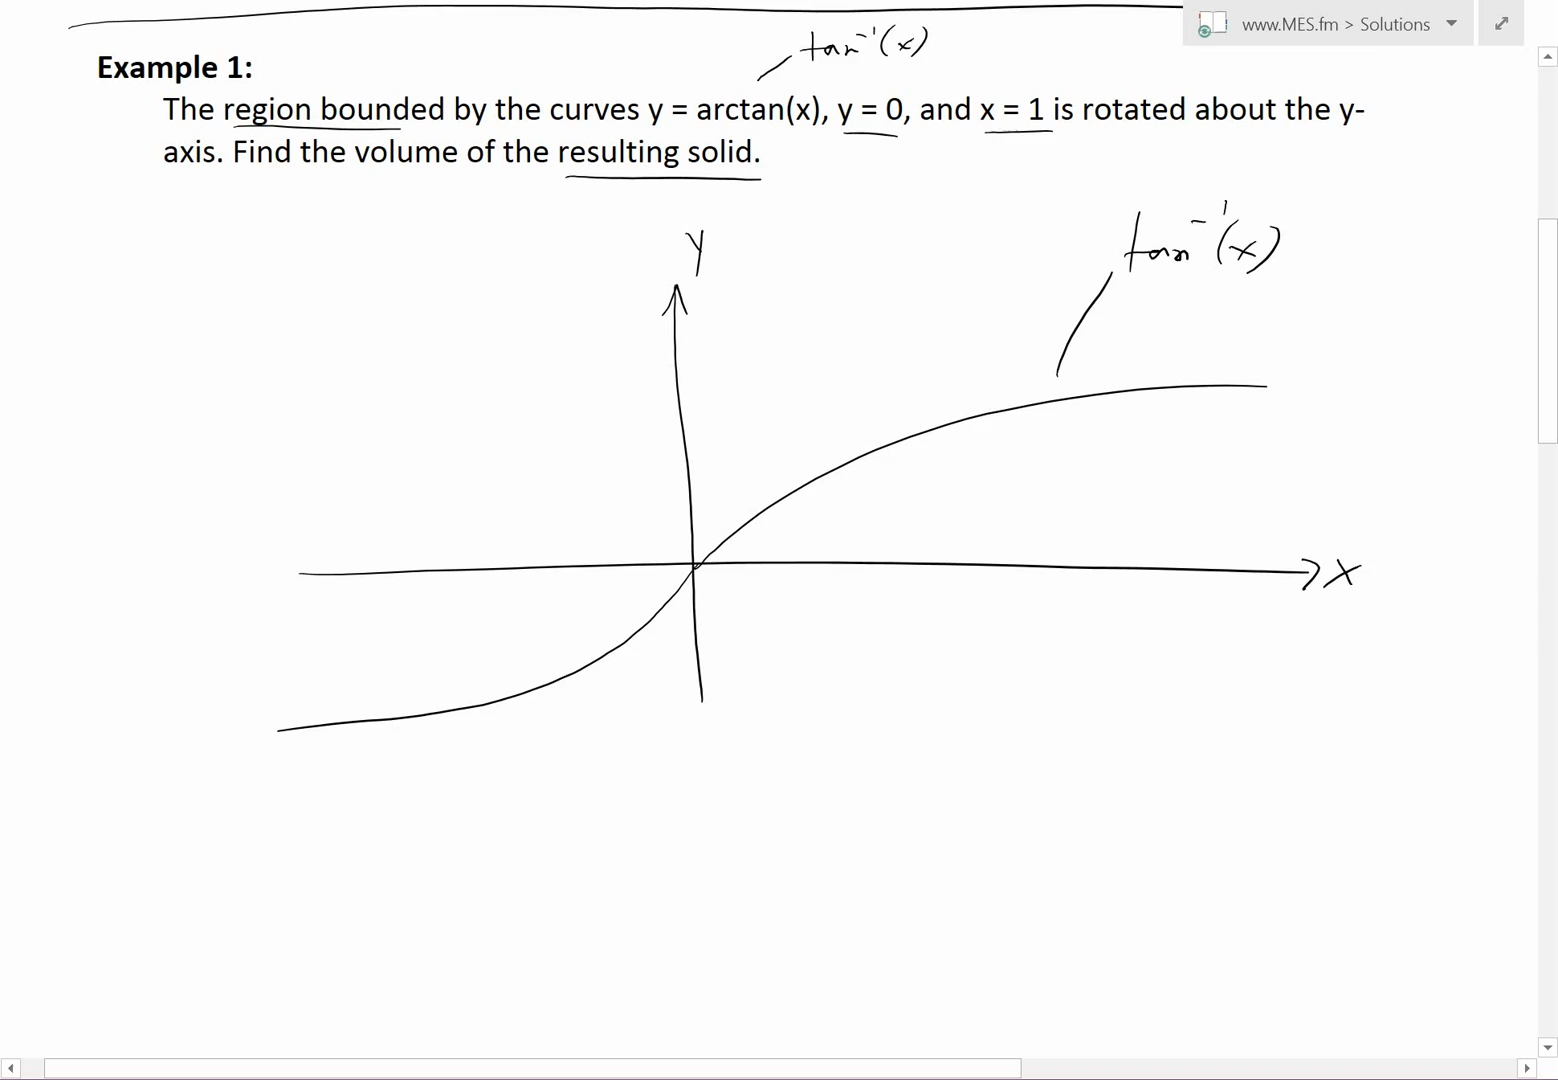 www.MES.fm > Solutions
tan⁻¹(x)
Example 1:
The region bounded by the curves y = arctan(x), y = 0, and x = 1 is rotated about the y-
axis. Find the volume of the resulting solid.
tan⁻¹(x)
y
x